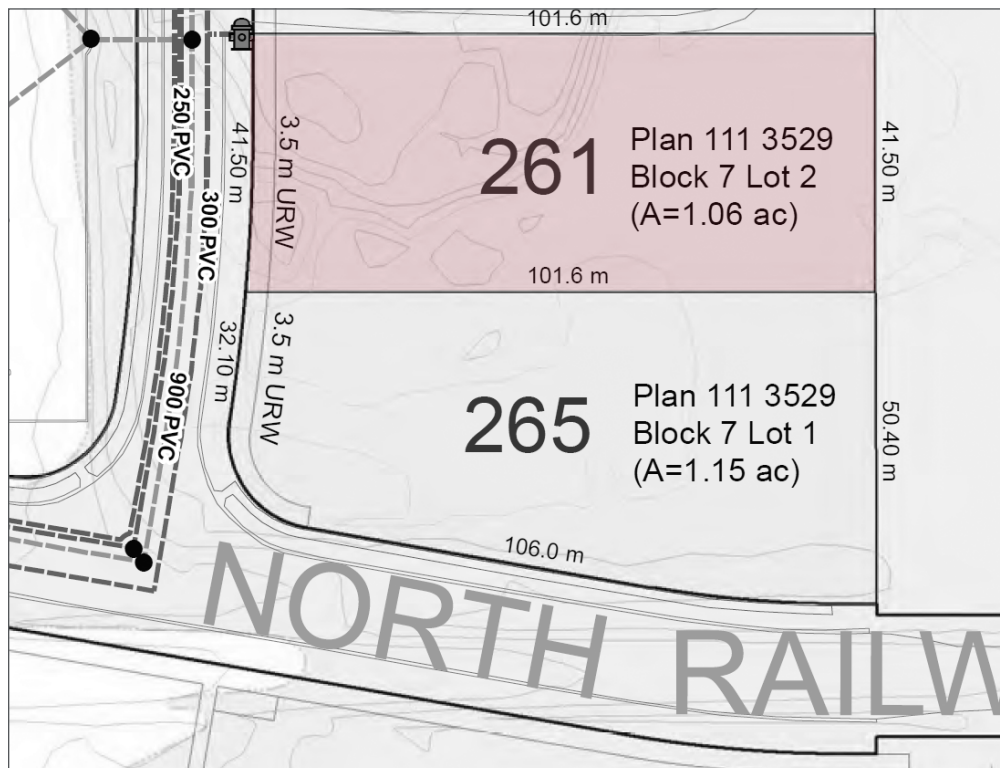 101.6 m
250 PVC
41.50 m
3.5 m URW
300 PVC
261
Plan 111 3529
Block 7 Lot 2
(A=1.06 ac)
41.50 m
101.6 m
32.10 m
3.5 m URW
900 PVC
265
Plan 111 3529
Block 7 Lot 1
(A=1.15 ac)
50.40 m
106.0 m
NORTH RAILW